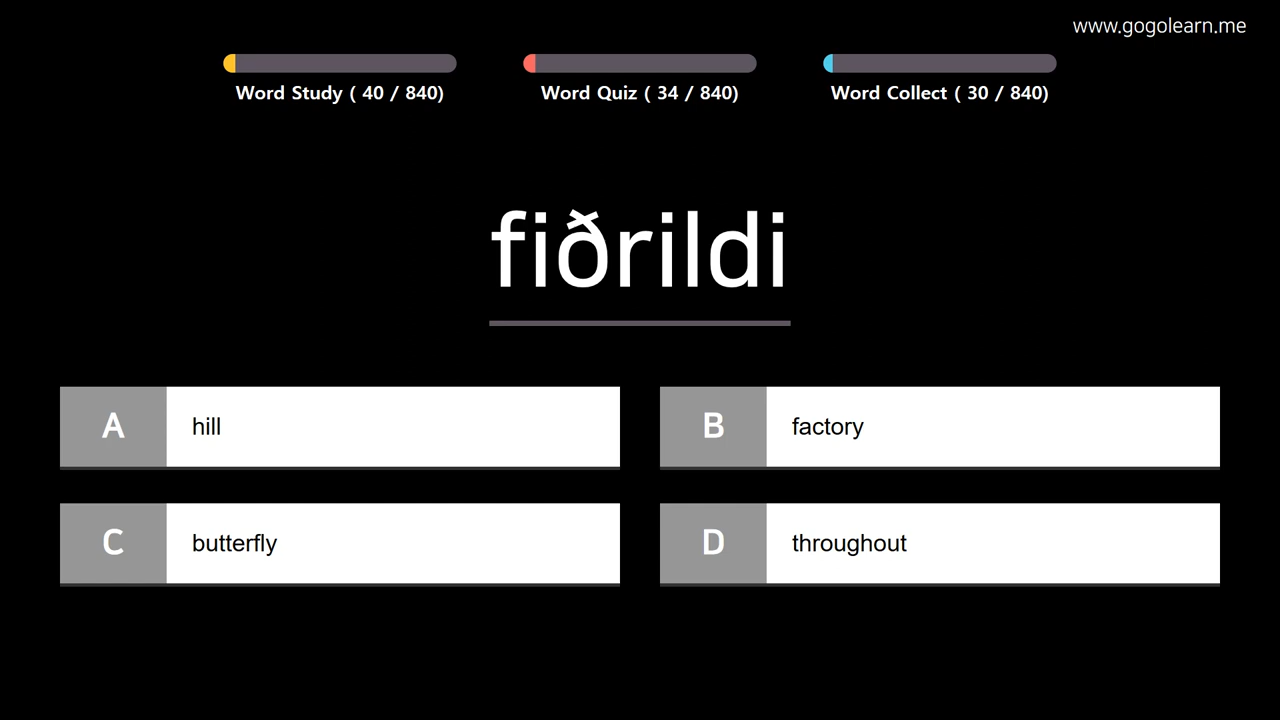 www.gogolearn.me
Word Study ( 40 / 840)
Word Quiz ( 34 / 840)
Word Collect ( 30 / 840)
fiðrildi
A hill
B factory
C butterfly
D throughout